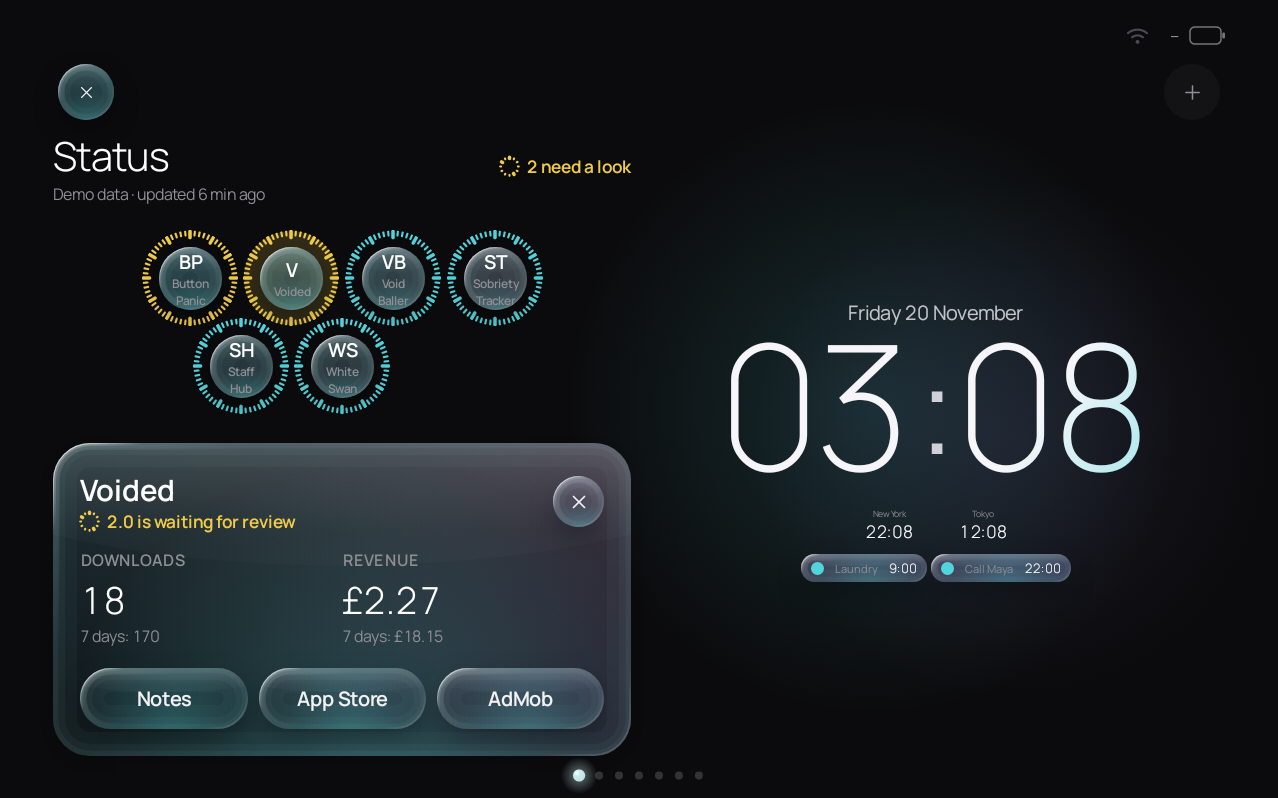 Status
2 need a look
Demo data · updated 6 min ago
BP
Button
Panic
V
Voided
VB
Void
Baller
ST
Sobriety
Tracker
SH
Staff
Hub
WS
White
Swan
Voided
2.0 is waiting for review
DOWNLOADS
18
7 days: 170
REVENUE
£2.27
7 days: £18.15
Notes
App Store
AdMob
–
Friday 20 November
03:08
New York
22:08
Tokyo
12:08
Laundry 9:00
Call Maya 22:00